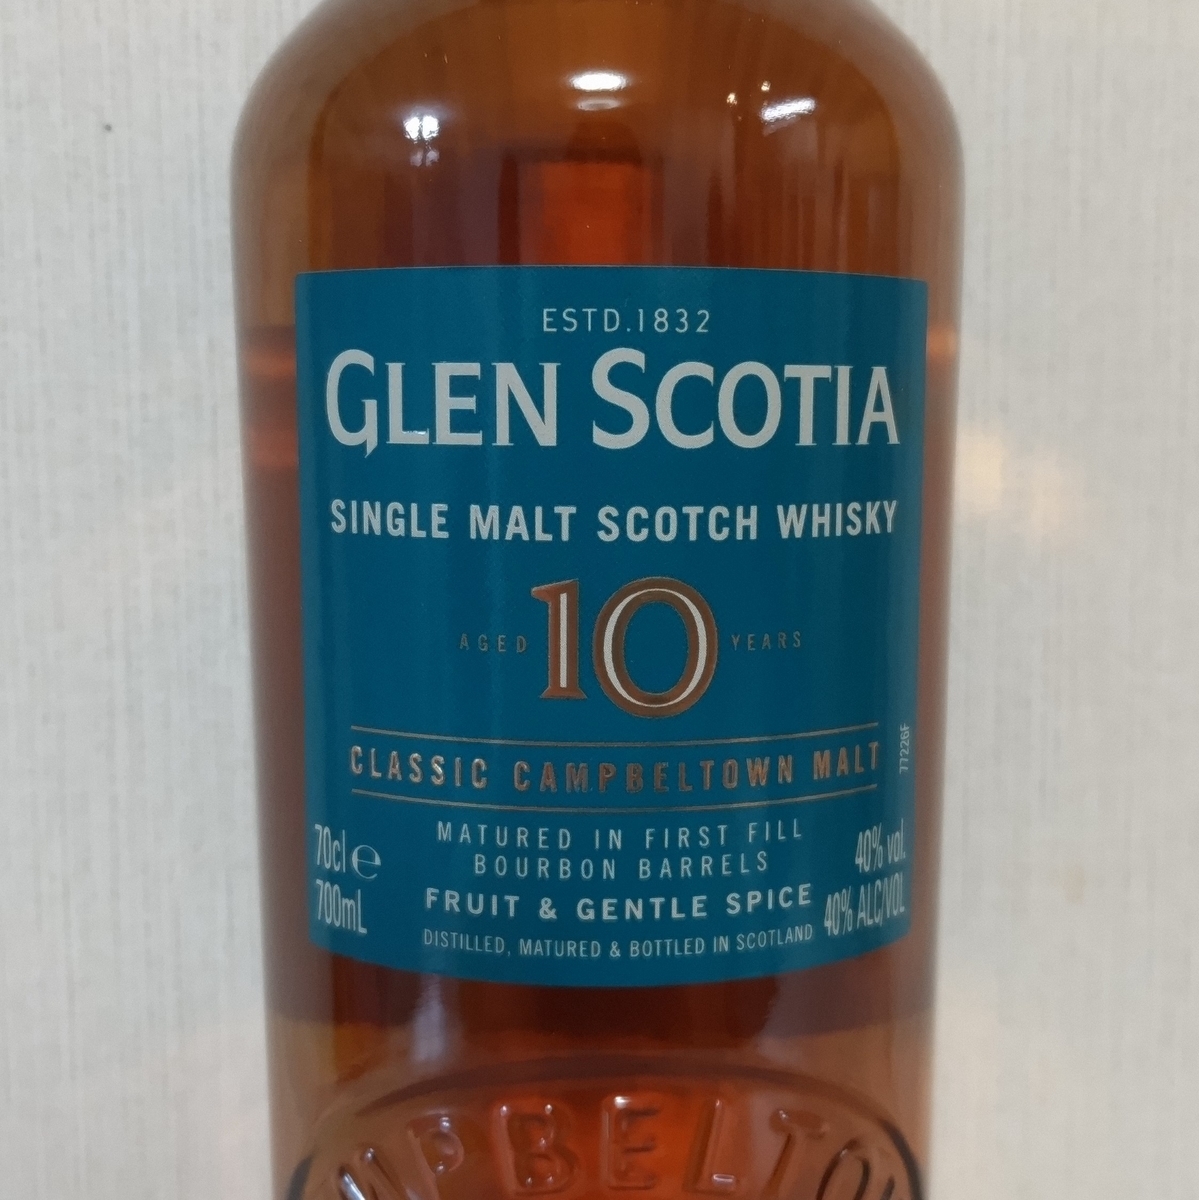 ESTD.1832
GLEN SCOTIA
SINGLE MALT SCOTCH WHISKY
AGED 10 YEARS
CLASSIC CAMPBELTOWN MALT
77226F
MATURED IN FIRST FILL
BOURBON BARRELS
FRUIT & GENTLE SPICE
DISTILLED, MATURED & BOTTLED IN SCOTLAND
70cl e
700mL
40% vol.
40% ALC/VOL
MPBELTO